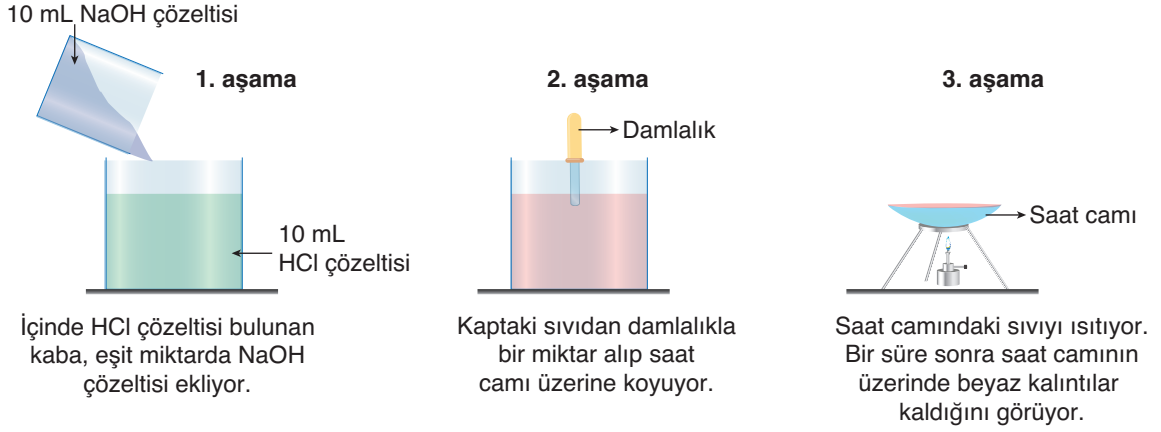 10 mL NaOH çözeltisi
1. aşama
10 mL
HCl çözeltisi
İçinde HCl çözeltisi bulunan
kaba, eşit miktarda NaOH
çözeltisi ekliyor.
2. aşama
Damlalık
Kaptaki sıvıdan damlalıkla
bir miktar alıp saat
camı üzerine koyuyor.
3. aşama
Saat camı
Saat camındaki sıvıyı ısıtıyor.
Bir süre sonra saat camının
üzerinde beyaz kalıntılar
kaldığını görüyor.